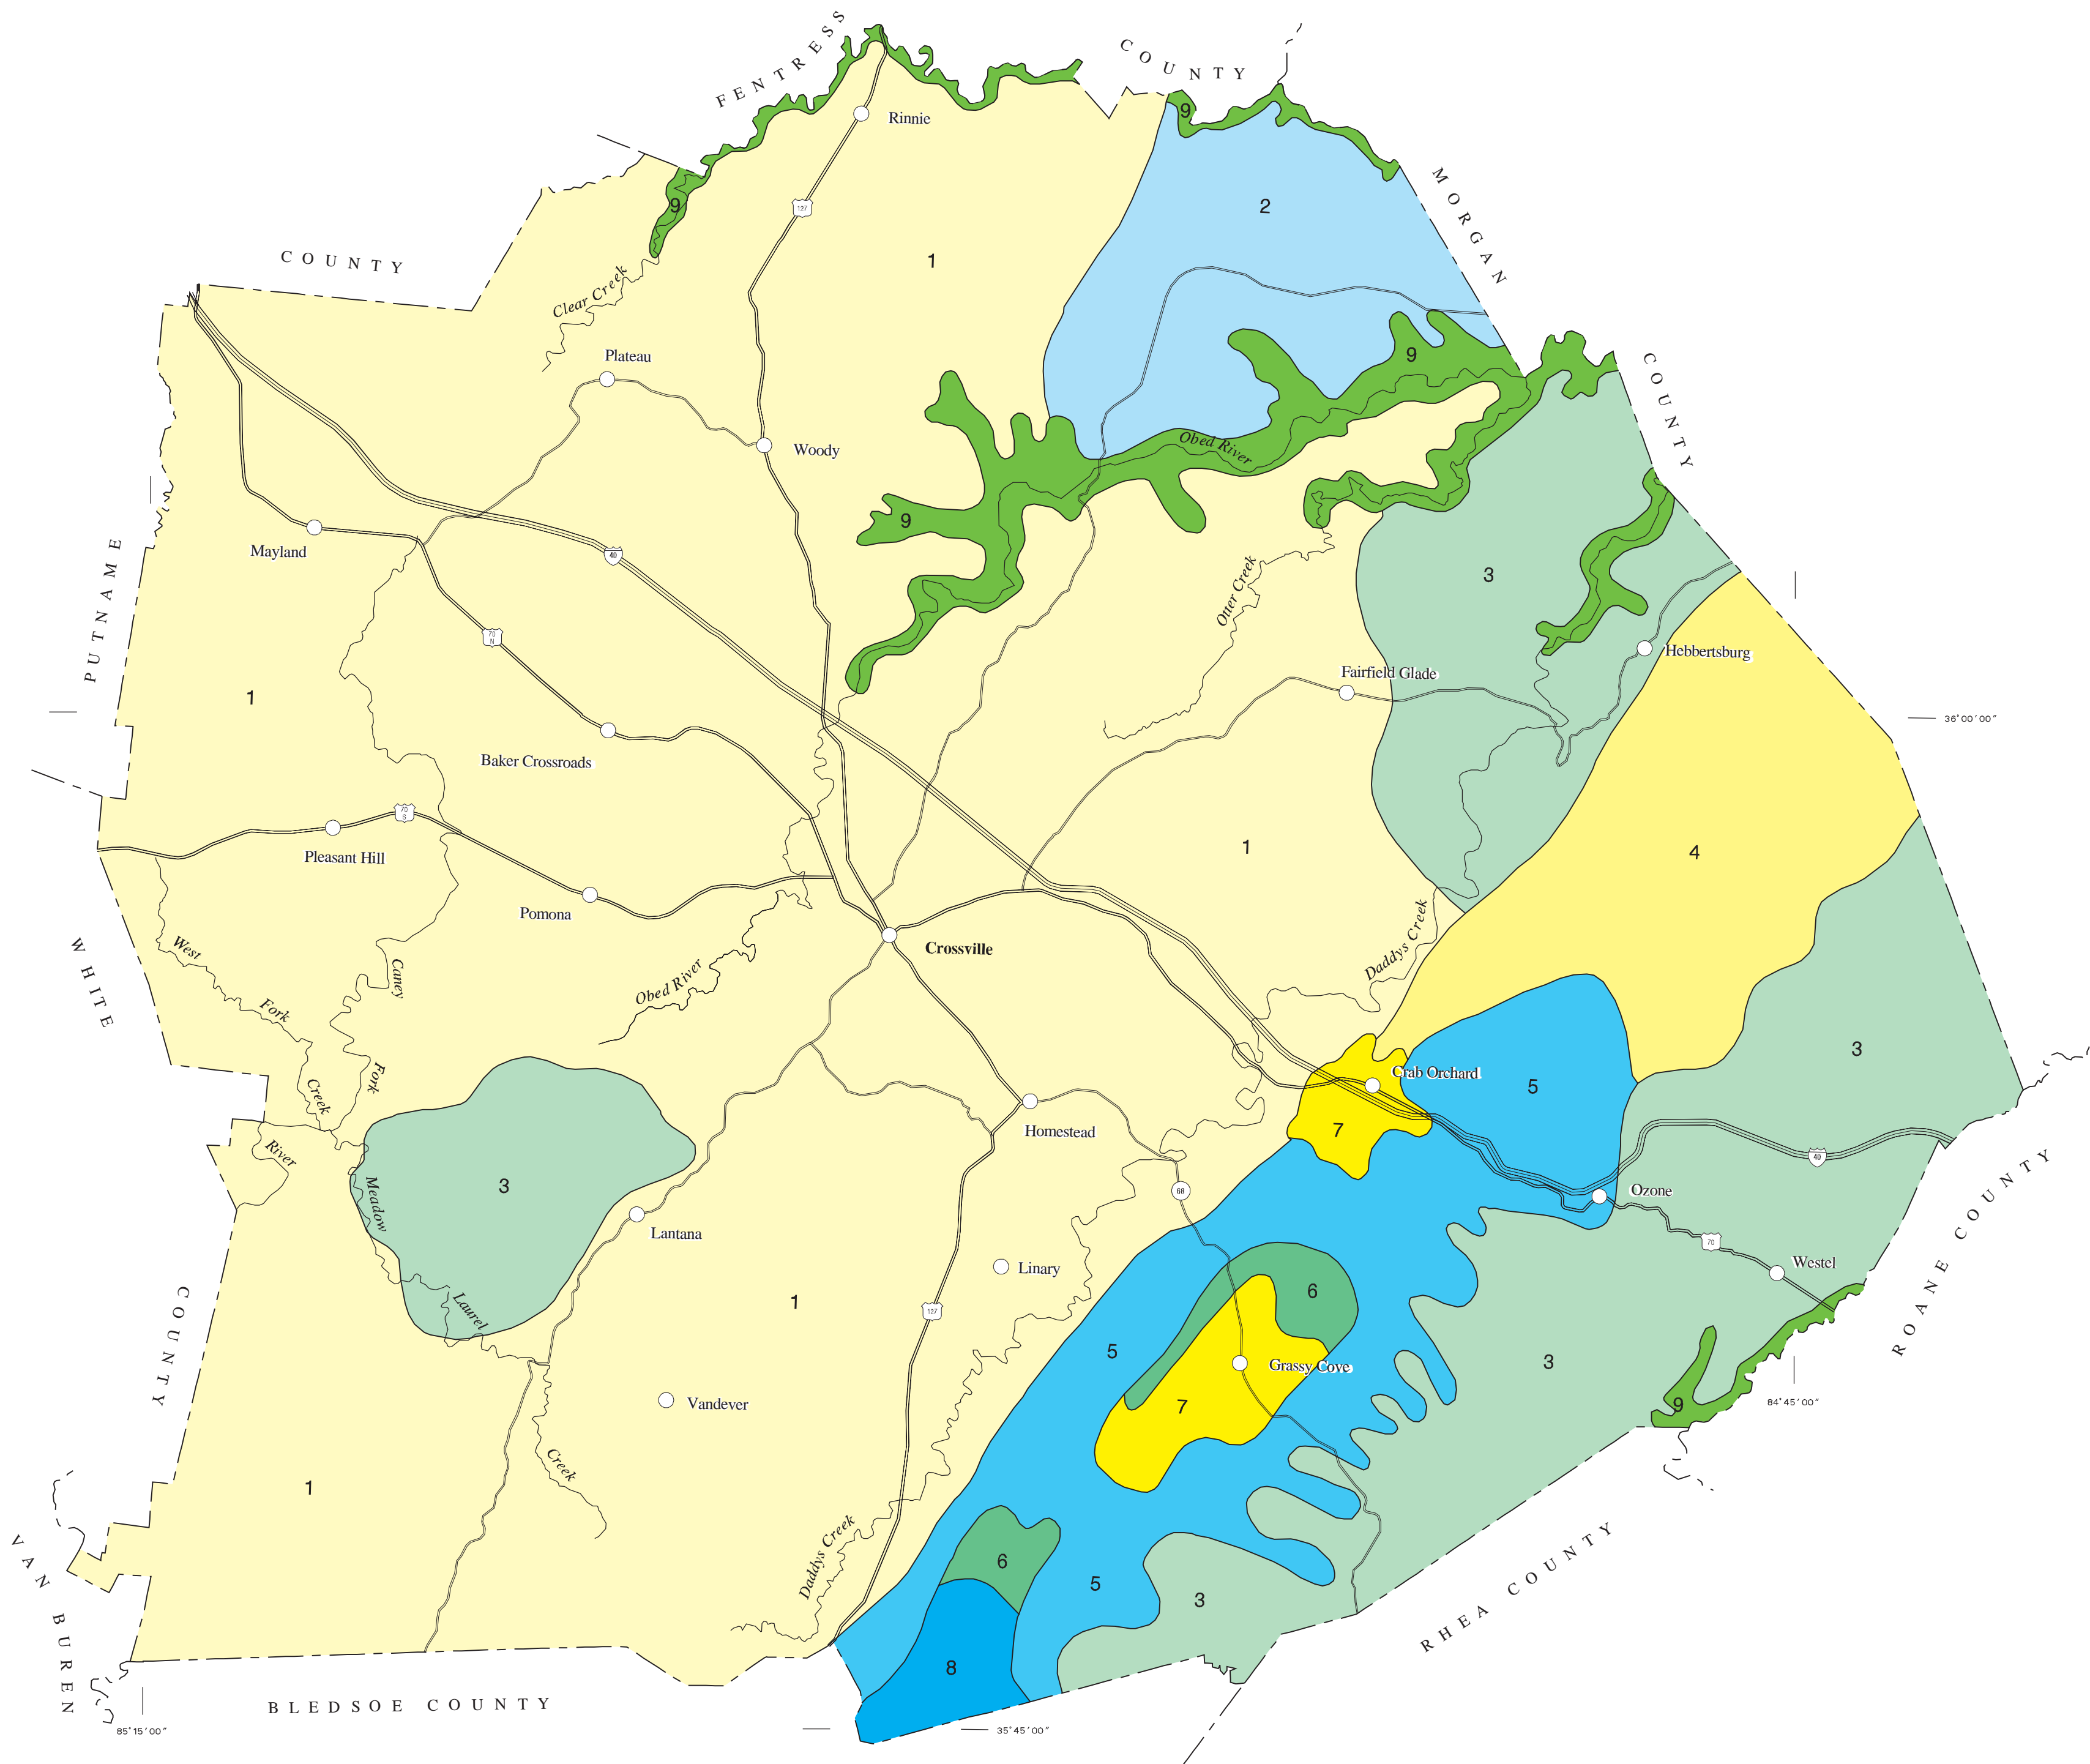 FENTRESS
COUNTY
9
Rinnie
MORGAN
127
9
2
1
COUNTY
Clear Creek
Plateau
9
COUNTY
Woody
Obed River
9
Mayland
40
3
Otter Creek
PUTNAME
70
N
Hebbertsburg
Fairfield Glade
1
36°00'00"
Baker Crossroads
70
S
Pleasant Hill
1
4
Pomona
Crossville
Daddys Creek
WHITE
West
Fork
Creek
Caney
Fork
River
Obed River
3
Crab Orchard
5
7
Homestead
40
ROANE COUNTY
3
Meadow
68
Ozone
Lantana
70
Westel
Linary
6
COUNTY
1
127
Laurel
5
Grassy Cove
3
7
9
84°45'00"
Vandever
Creek
1
Daddys Creek
6
5
3
RHEA COUNTY
VAN BUREN
8
BLEDSOE COUNTY
85°15'00"
35°45'00"